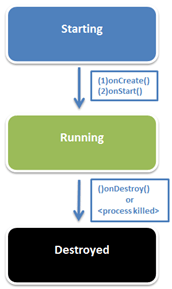 Starting
(1)onCreate()
(2)onStart()
Running
()onDestroy()
or
<process killed>
Destroyed